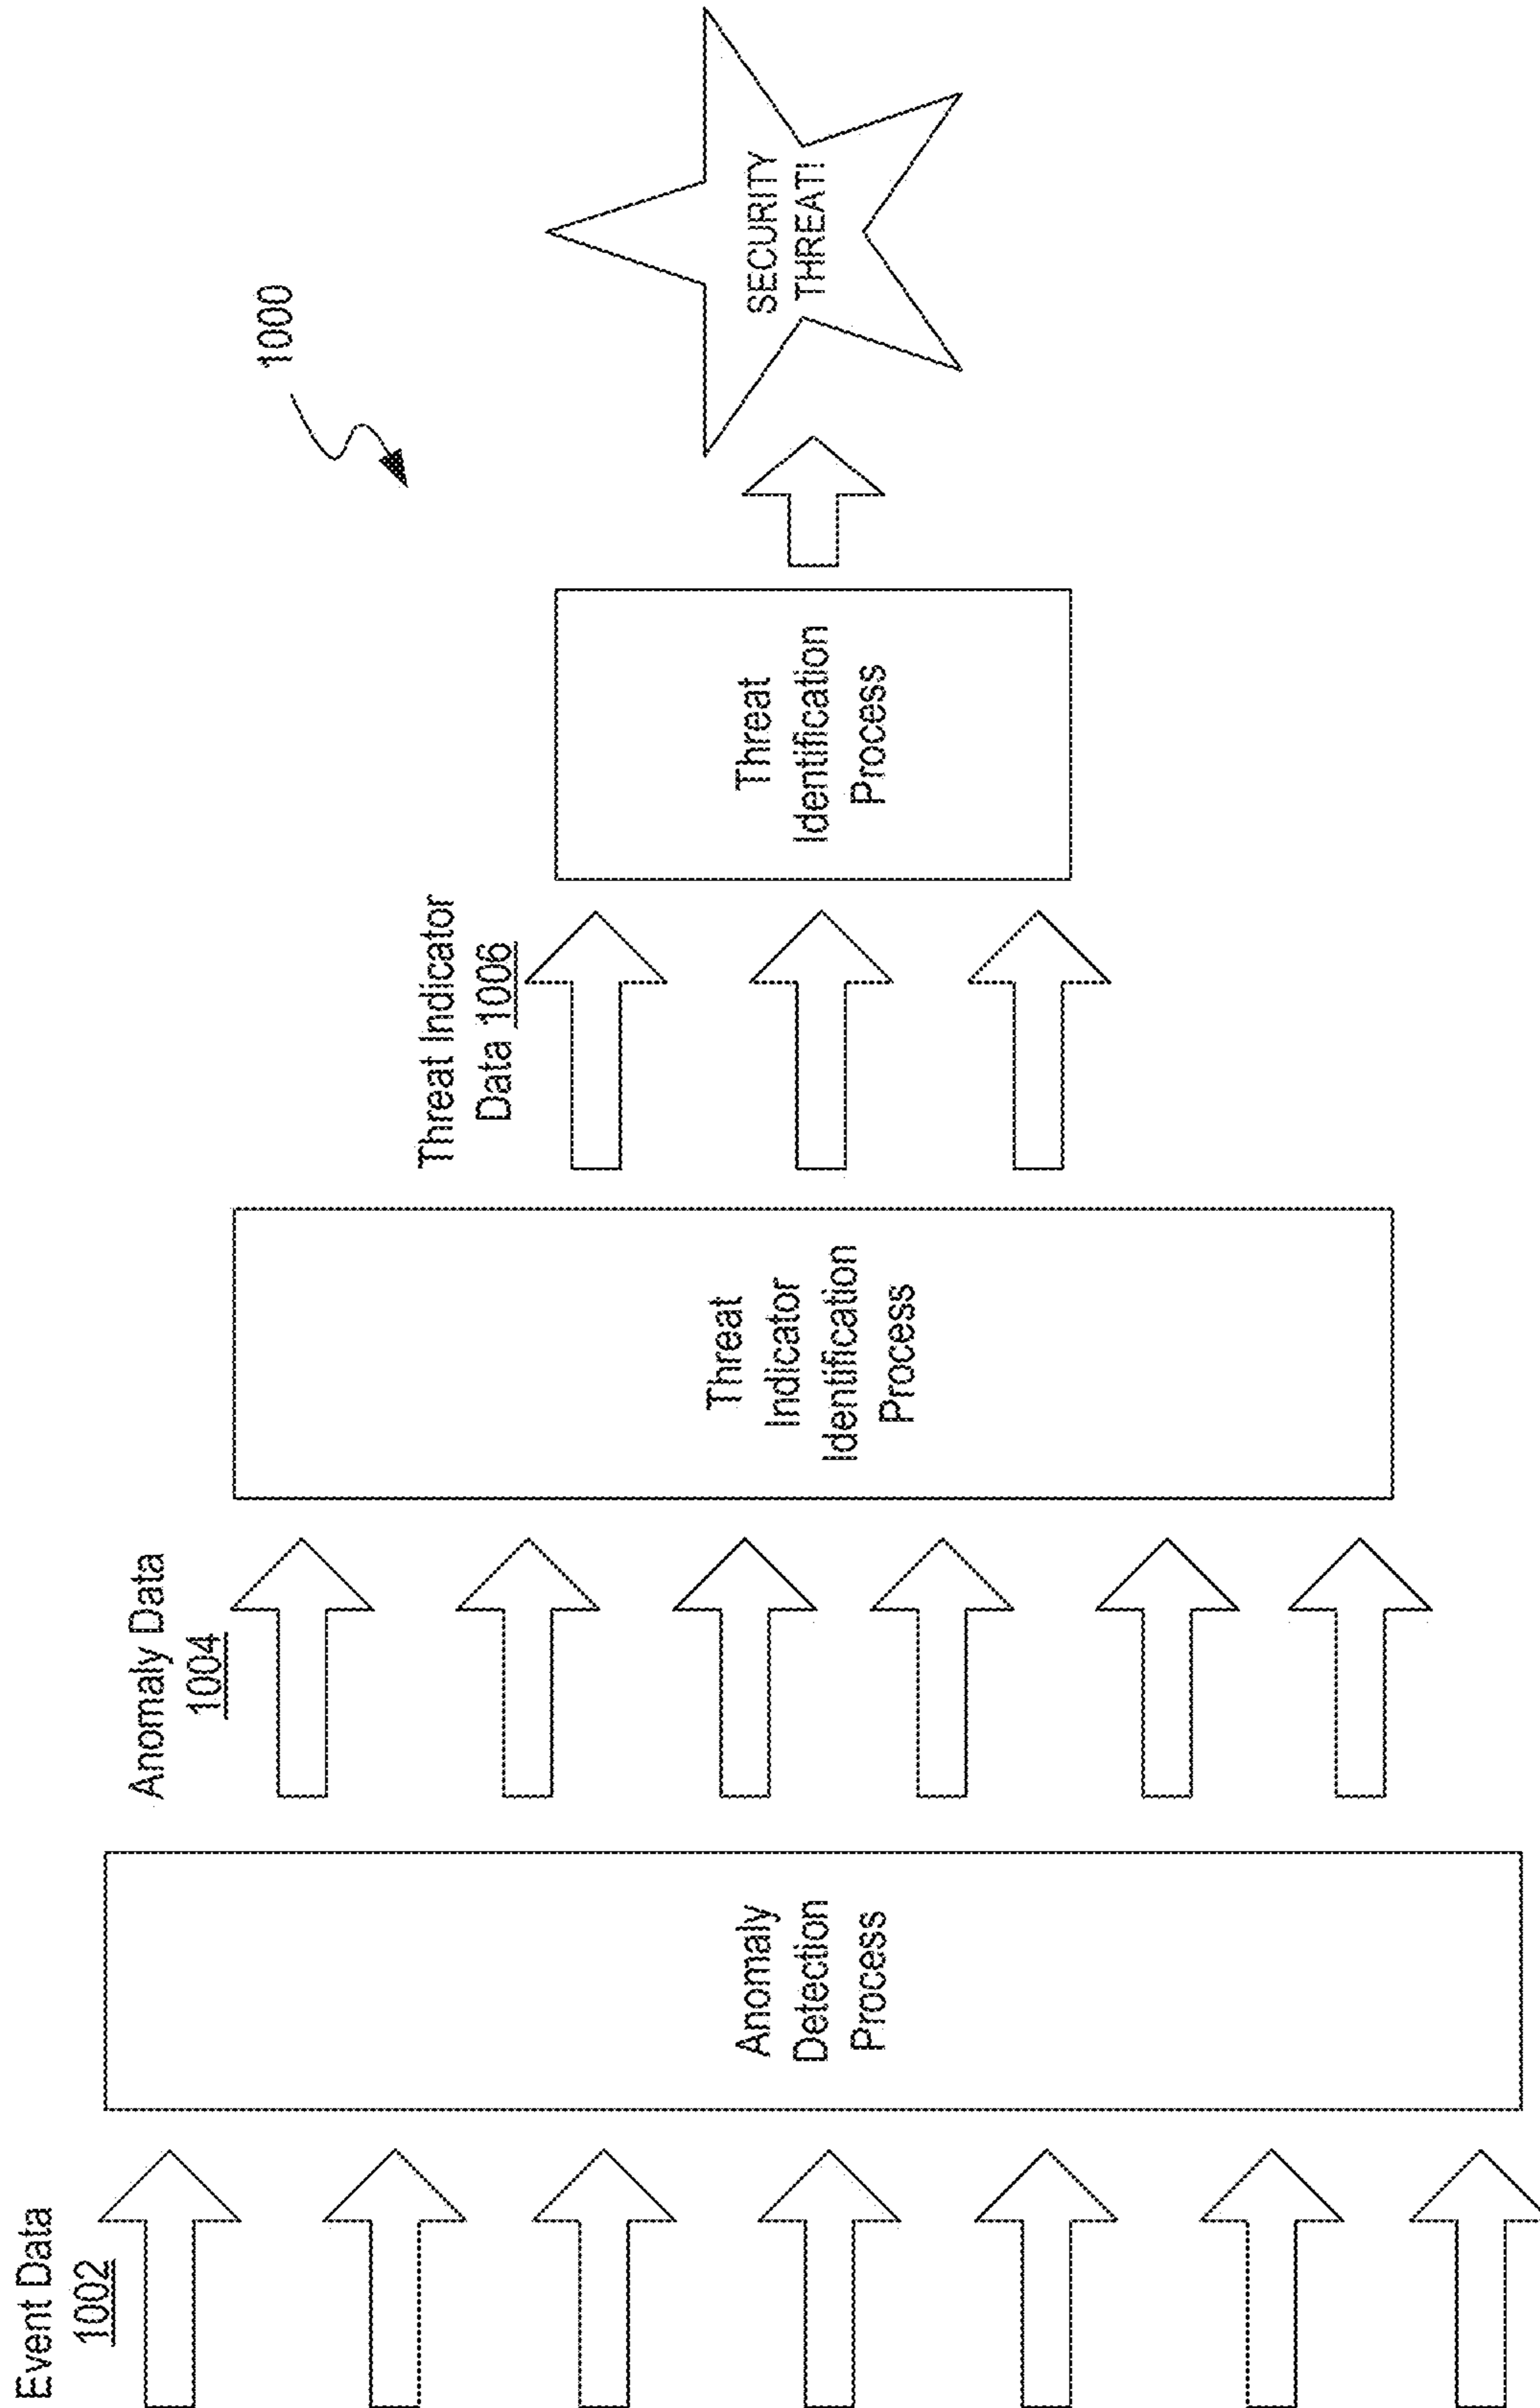 1000
Event Data
1002
Anomaly
Detection
Process
Anomaly Data
1004
Threat
Indicator
Identification
Process
Threat Indicator
Data 1006
Threat
Identification
Process
SECURITY
THREAT!